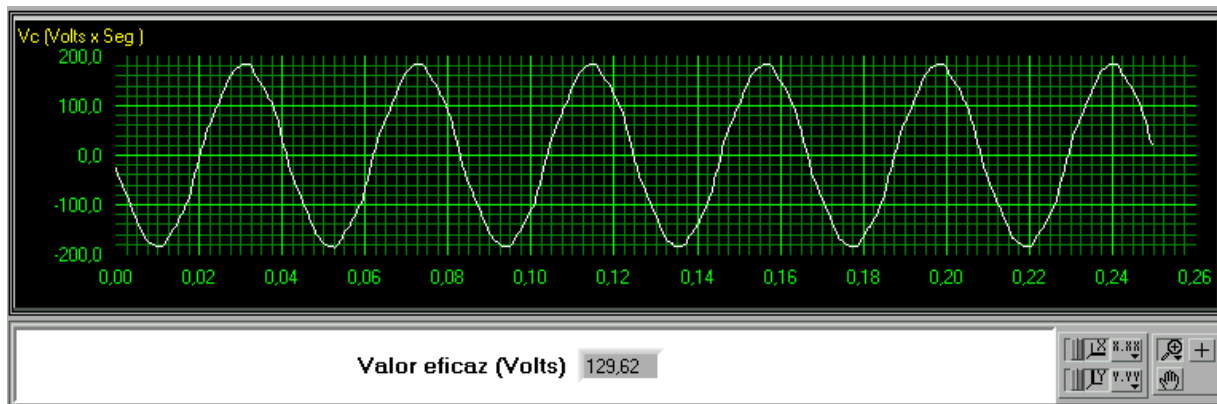 Vc (Volts x Seg )
200,0
100,0
0,0
-100,0
-200,0
0,00 0,02 0,04 0,06 0,08 0,10 0,12 0,14 0,16 0,18 0,20 0,22 0,24 0,26
Valor eficaz (Volts) 129,62
X X.XX
Y Y.YY